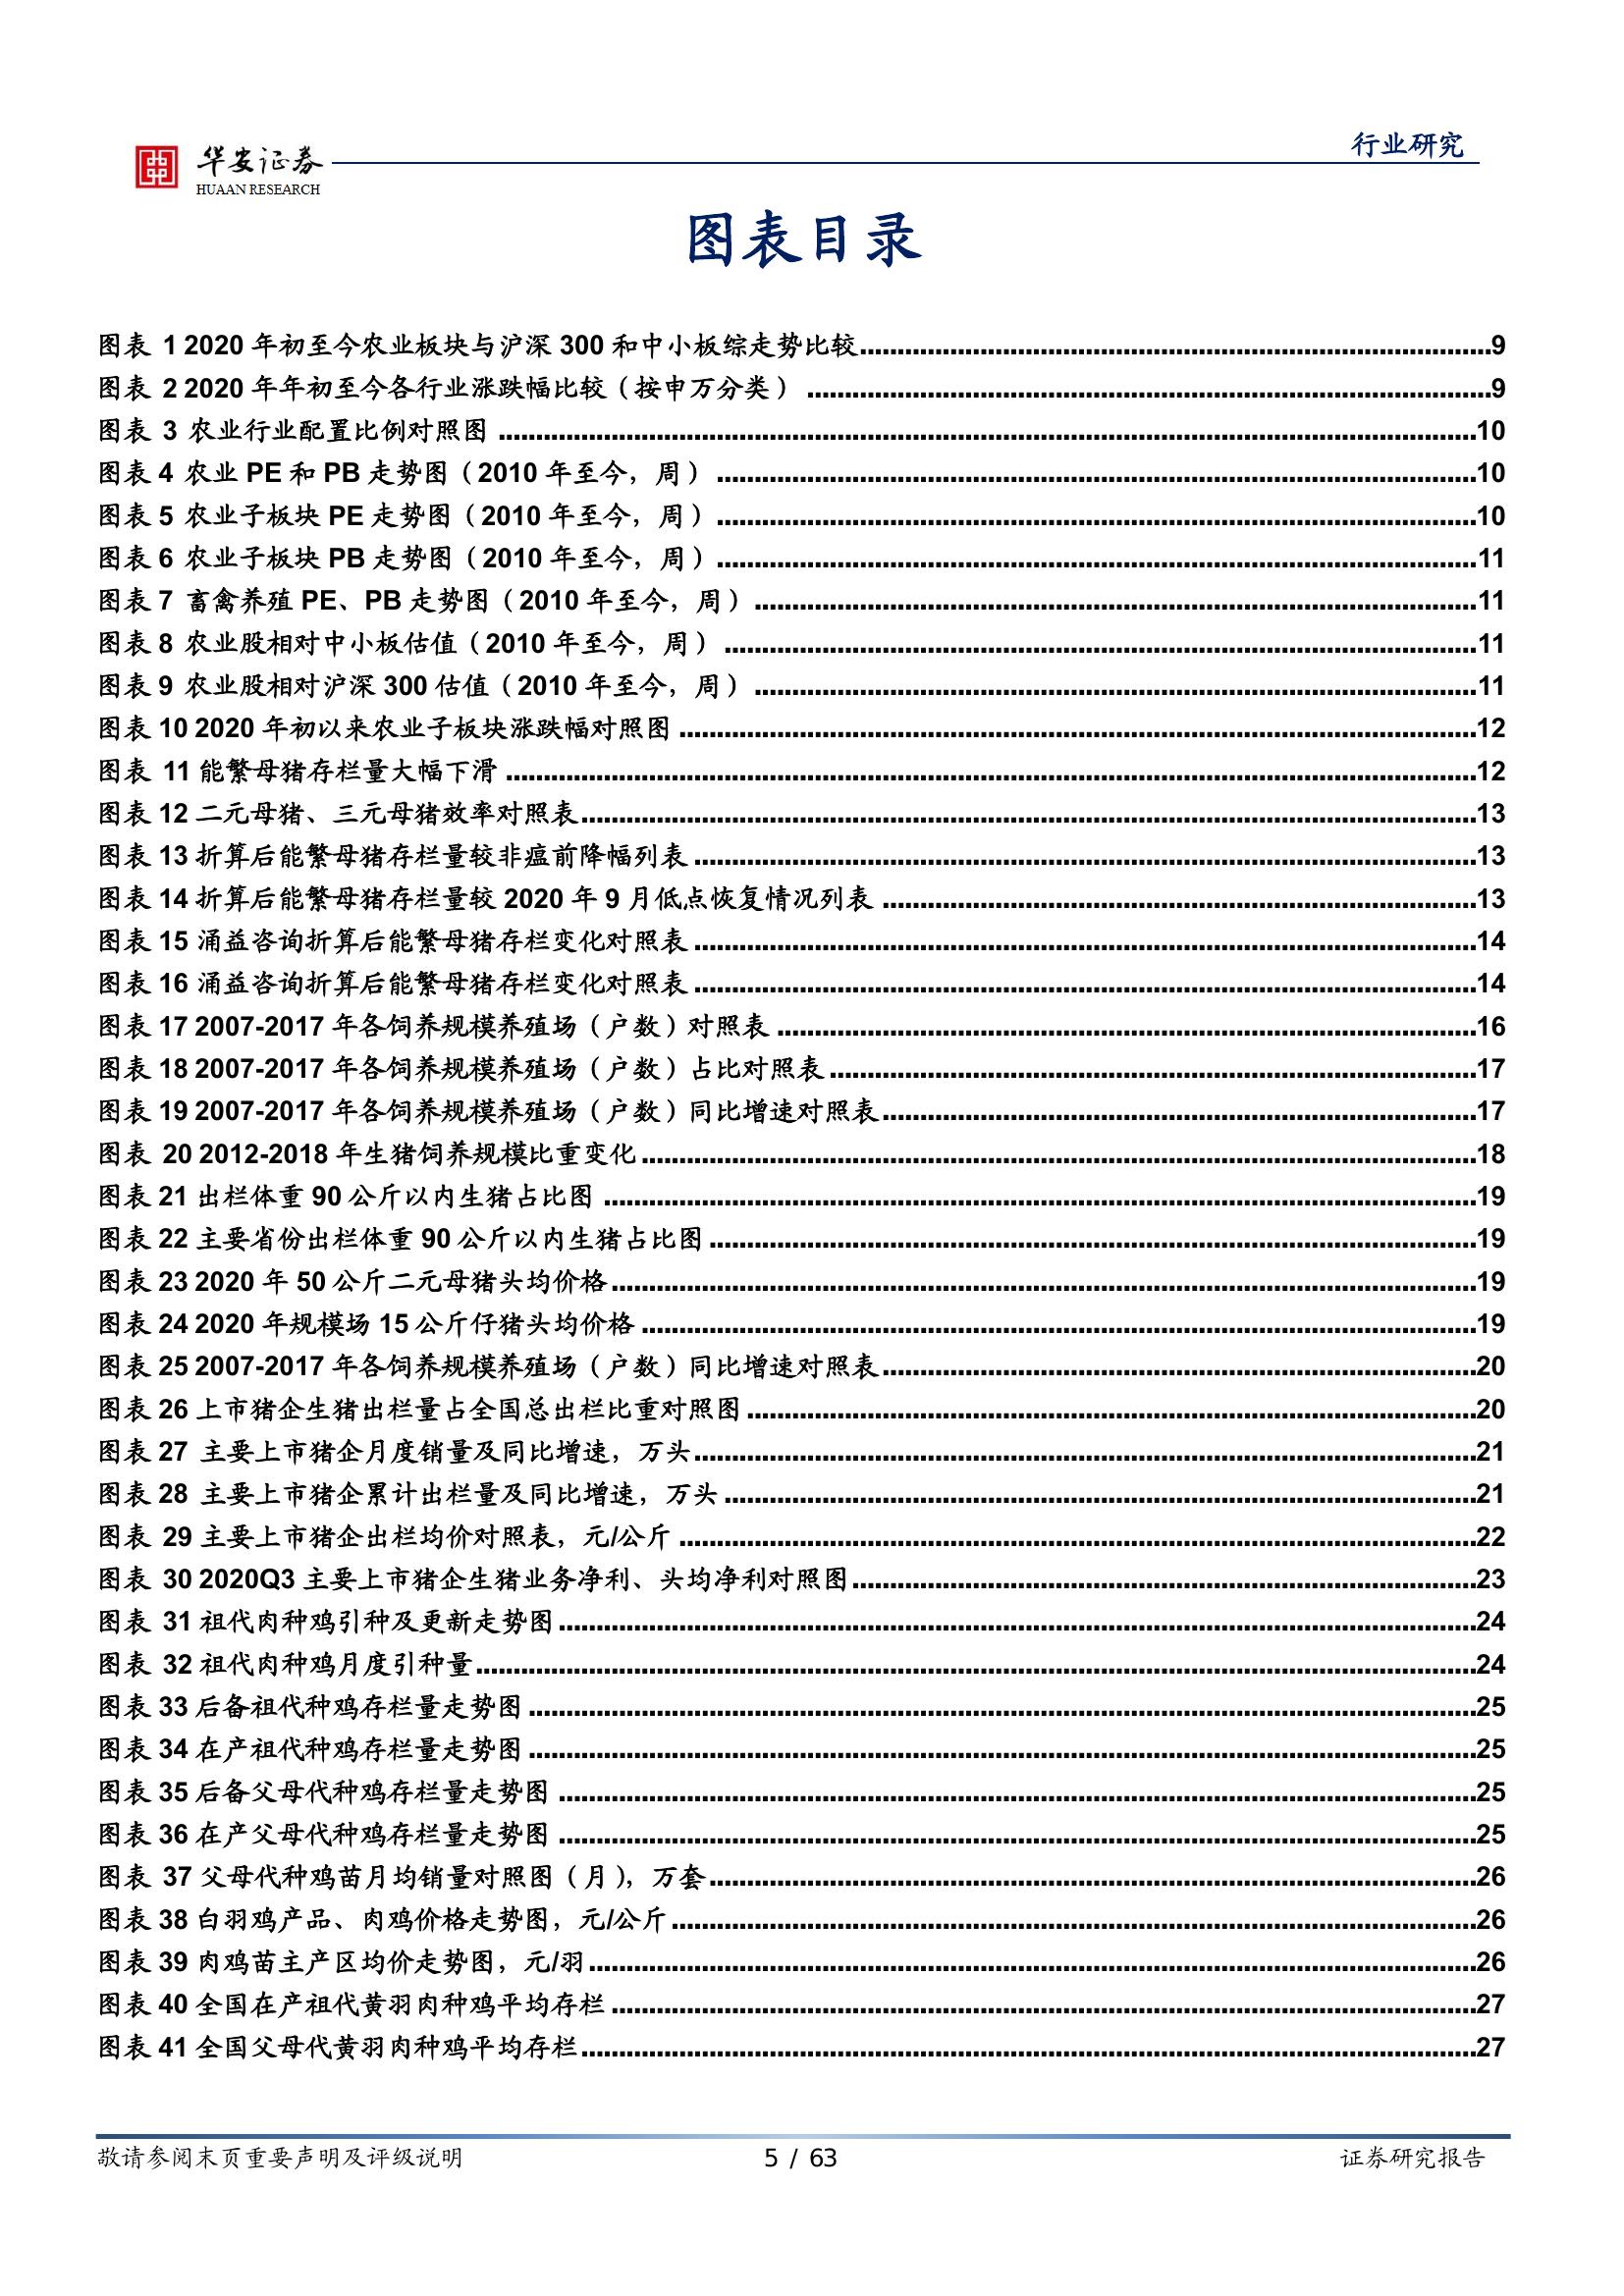 华安证券
HUAAN RESEARCH
行业研究
图表目录
图表 1 2020 年初至今农业板块与沪深 300 和中小板综走势比较........9
图表 2 2020 年年初至今各行业涨跌幅比较（按申万分类）........9
图表 3 农业行业配置比例对照图........10
图表 4 农业 PE 和 PB 走势图（2010 年至今，周）........10
图表 5 农业子板块 PE 走势图（2010 年至今，周）........10
图表 6 农业子板块 PB 走势图（2010 年至今，周）........11
图表 7 畜禽养殖 PE、PB 走势图（2010 年至今，周）........11
图表 8 农业股相对中小板估值（2010 年至今，周）........11
图表 9 农业股相对沪深 300 估值（2010 年至今，周）........11
图表 10 2020 年初以来农业子板块涨跌幅对照图........12
图表 11 能繁母猪存栏量大幅下滑........12
图表 12 二元母猪、三元母猪效率对照表........13
图表 13 折算后能繁母猪存栏量较非瘟前降幅列表........13
图表 14 折算后能繁母猪存栏量较 2020 年 9 月低点恢复情况列表........13
图表 15 涌益咨询折算后能繁母猪存栏变化对照表........14
图表 16 涌益咨询折算后能繁母猪存栏变化对照表........14
图表 17 2007-2017 年各饲养规模养殖场（户数）对照表........16
图表 18 2007-2017 年各饲养规模养殖场（户数）占比对照表........17
图表 19 2007-2017 年各饲养规模养殖场（户数）同比增速对照表........17
图表 20 2012-2018 年生猪饲养规模比重变化........18
图表 21 出栏体重 90 公斤以内生猪占比图........19
图表 22 主要省份出栏体重 90 公斤以内生猪占比图........19
图表 23 2020 年 50 公斤二元母猪头均价格........19
图表 24 2020 年规模场 15 公斤仔猪头均价格........19
图表 25 2007-2017 年各饲养规模养殖场（户数）同比增速对照表........20
图表 26 上市猪企生猪出栏量占全国总出栏比重对照图........20
图表 27 主要上市猪企月度销量及同比增速，万头........21
图表 28 主要上市猪企累计出栏量及同比增速，万头........21
图表 29 主要上市猪企出栏均价对照表，元/公斤........22
图表 30 2020Q3 主要上市猪企生猪业务净利、头均净利对照图........23
图表 31 祖代肉种鸡引种及更新走势图........24
图表 32 祖代肉种鸡月度引种量........24
图表 33 后备祖代种鸡存栏量走势图........25
图表 34 在产祖代种鸡存栏量走势图........25
图表 35 后备父母代种鸡存栏量走势图........25
图表 36 在产父母代种鸡存栏量走势图........25
图表 37 父母代种鸡苗月均销量对照图（月），万套........26
图表 38 白羽鸡产品、肉鸡价格走势图，元/公斤........26
图表 39 肉鸡苗主产区均价走势图，元/羽........26
图表 40 全国在产祖代黄羽肉种鸡平均存栏........27
图表 41 全国父母代黄羽肉种鸡平均存栏........27
敬请参阅末页重要声明及评级说明
5 / 63
证券研究报告